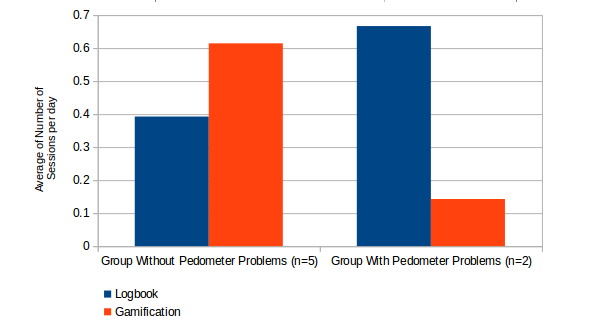 0.7
0.6
0.5
0.4
0.3
0.2
0.1
0
Average of Number of
Sessions per day
Group Without Pedometer Problems (n=5)
Group With Pedometer Problems (n=2)
Logbook
Gamification